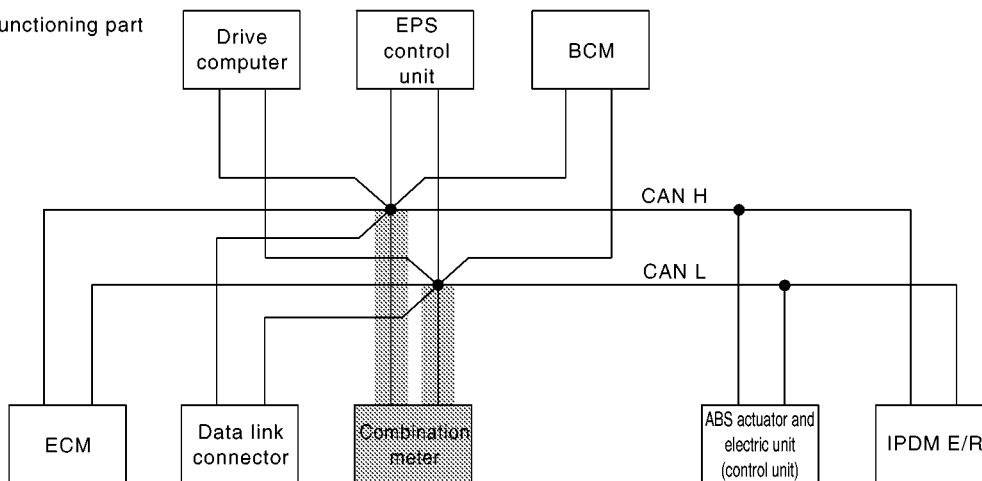 unctioning part
Drive
computer
EPS
control
unit
BCM
CAN H
CAN L
ECM
Data link
connector
Combination
meter
ABS actuator and
electric unit
(control unit)
IPDM E/R